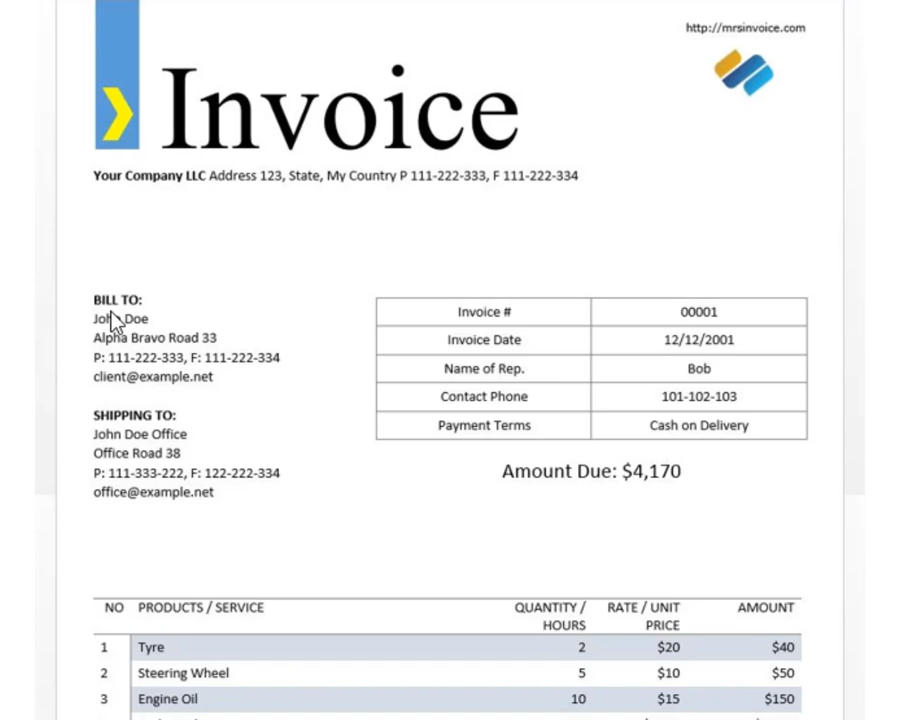 http://mrsinvoice.com
Invoice
Your Company LLC Address 123, State, My Country P 111-222-333, F 111-222-334
BILL TO:
John Doe
Alpha Bravo Road 33
P: 111-222-333, F: 111-222-334
client@example.net
SHIPPING TO:
John Doe Office
Office Road 38
P: 111-333-222, F: 122-222-334
office@example.net
Invoice # 00001
Invoice Date 12/12/2001
Name of Rep. Bob
Contact Phone 101-102-103
Payment Terms Cash on Delivery
Amount Due: $4,170
NO PRODUCTS / SERVICE QUANTITY / HOURS RATE / UNIT PRICE AMOUNT
1 Tyre 2 $20 $40
2 Steering Wheel 5 $10 $50
3 Engine Oil 10 $15 $150